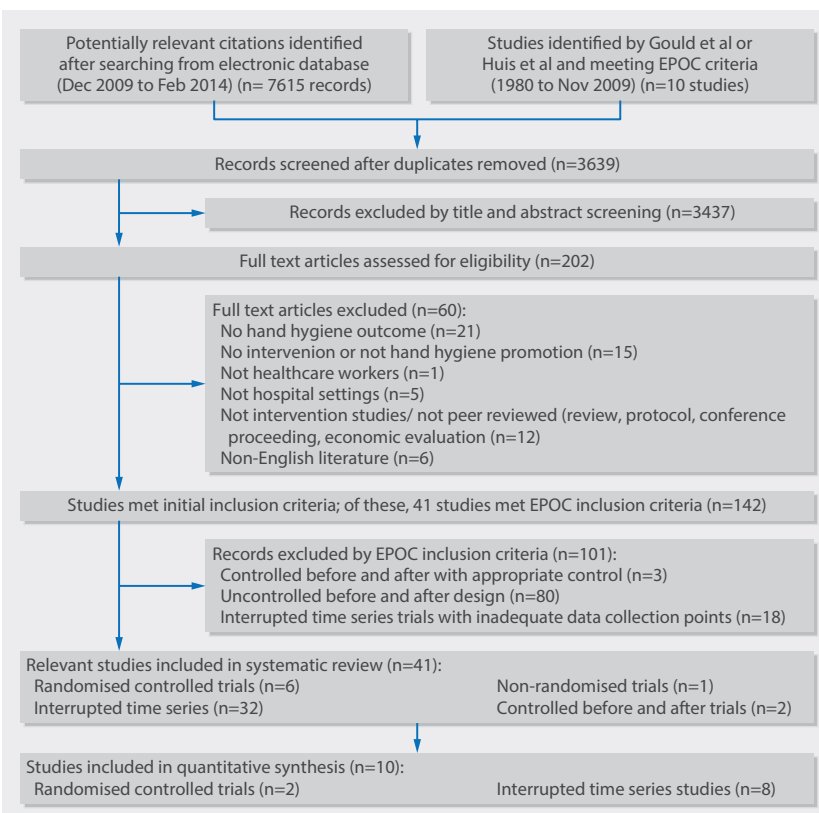 Potentially relevant citations identified
after searching from electronic database
(Dec 2009 to Feb 2014) (n= 7615 records)
Studies identified by Gould et al or
Huis et al and meeting EPOC criteria
(1980 to Nov 2009) (n=10 studies)
Records screened after duplicates removed (n=3639)
Records excluded by title and abstract screening (n=3437)
Full text articles assessed for eligibility (n=202)
Full text articles excluded (n=60):
No hand hygiene outcome (n=21)
No intervenion or not hand hygiene promotion (n=15)
Not healthcare workers (n=1)
Not hospital settings (n=5)
Not intervention studies/ not peer reviewed (review, protocol, conference
proceeding, economic evaluation (n=12)
Non-English literature (n=6)
Studies met initial inclusion criteria; of these, 41 studies met EPOC inclusion criteria (n=142)
Records excluded by EPOC inclusion criteria (n=101):
Controlled before and after with appropriate control (n=3)
Uncontrolled before and after design (n=80)
Interrupted time series trials with inadequate data collection points (n=18)
Relevant studies included in systematic review (n=41):
Randomised controlled trials (n=6)
Interrupted time series (n=32)
Non-randomised trials (n=1)
Controlled before and after trials (n=2)
Studies included in quantitative synthesis (n=10):
Randomised controlled trials (n=2)
Interrupted time series studies (n=8)